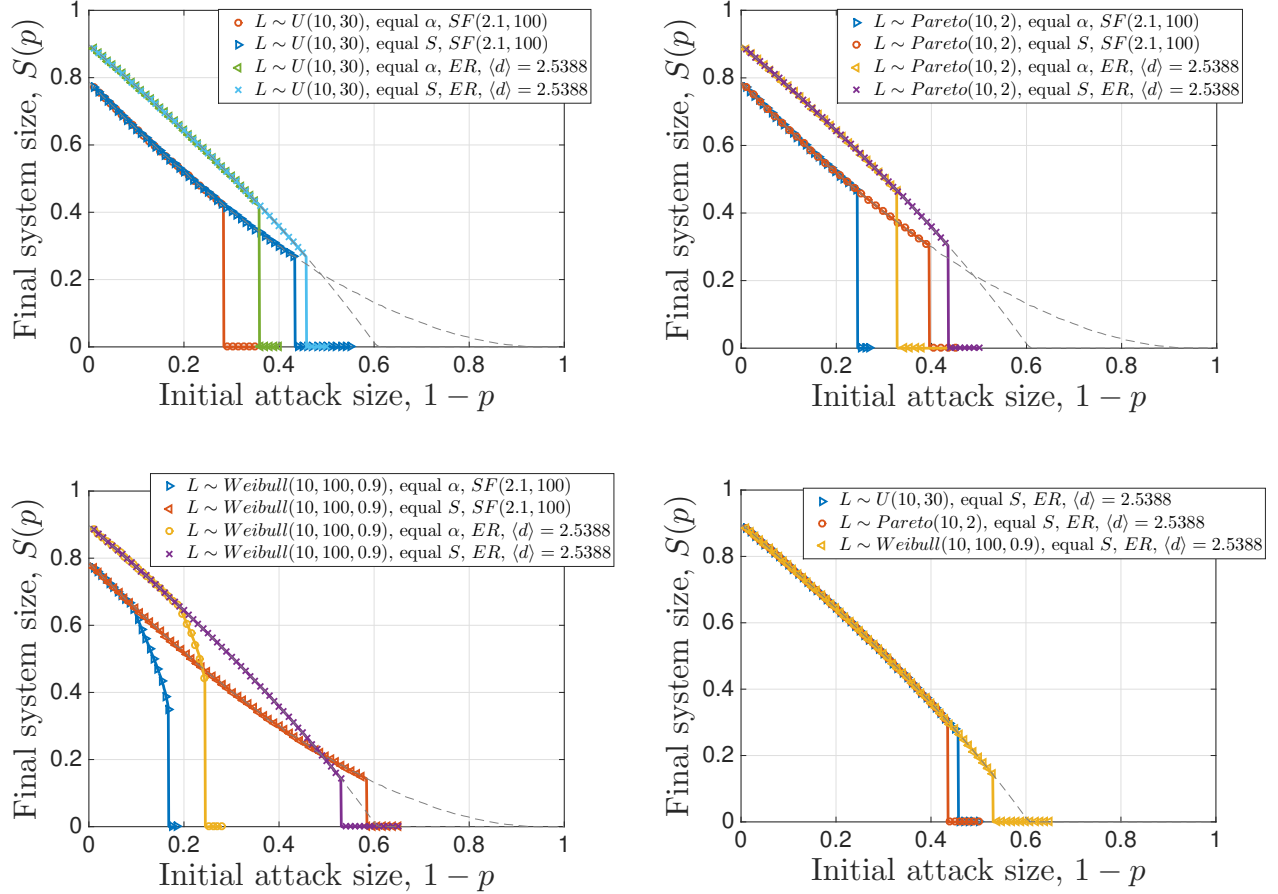 L ∼ U(10, 30), equal α, SF(2.1, 100)
L ∼ U(10, 30), equal S, SF(2.1, 100)
L ∼ U(10, 30), equal α, ER, ⟨d⟩ = 2.5388
L ∼ U(10, 30), equal S, ER, ⟨d⟩ = 2.5388
Final system size, S(p)
1
0.8
0.6
0.4
0.2
0
0 0.2 0.4 0.6 0.8 1
Initial attack size, 1 − p
L ∼ Pareto(10, 2), equal α, SF(2.1, 100)
L ∼ Pareto(10, 2), equal S, SF(2.1, 100)
L ∼ Pareto(10, 2), equal α, ER, ⟨d⟩ = 2.5388
L ∼ Pareto(10, 2), equal S, ER, ⟨d⟩ = 2.5388
Final system size, S(p)
1
0.8
0.6
0.4
0.2
0
0 0.2 0.4 0.6 0.8 1
Initial attack size, 1 − p
L ∼ Weibull(10, 100, 0.9), equal α, SF(2.1, 100)
L ∼ Weibull(10, 100, 0.9), equal S, SF(2.1, 100)
L ∼ Weibull(10, 100, 0.9), equal α, ER, ⟨d⟩ = 2.5388
L ∼ Weibull(10, 100, 0.9), equal S, ER, ⟨d⟩ = 2.5388
Final system size, S(p)
1
0.8
0.6
0.4
0.2
0
0 0.2 0.4 0.6 0.8 1
Initial attack size, 1 − p
L ∼ U(10, 30), equal S, ER, ⟨d⟩ = 2.5388
L ∼ Pareto(10, 2), equal S, ER, ⟨d⟩ = 2.5388
L ∼ Weibull(10, 100, 0.9), equal S, ER, ⟨d⟩ = 2.5388
Final system size, S(p)
1
0.8
0.6
0.4
0.2
0
0 0.2 0.4 0.6 0.8 1
Initial attack size, 1 − p